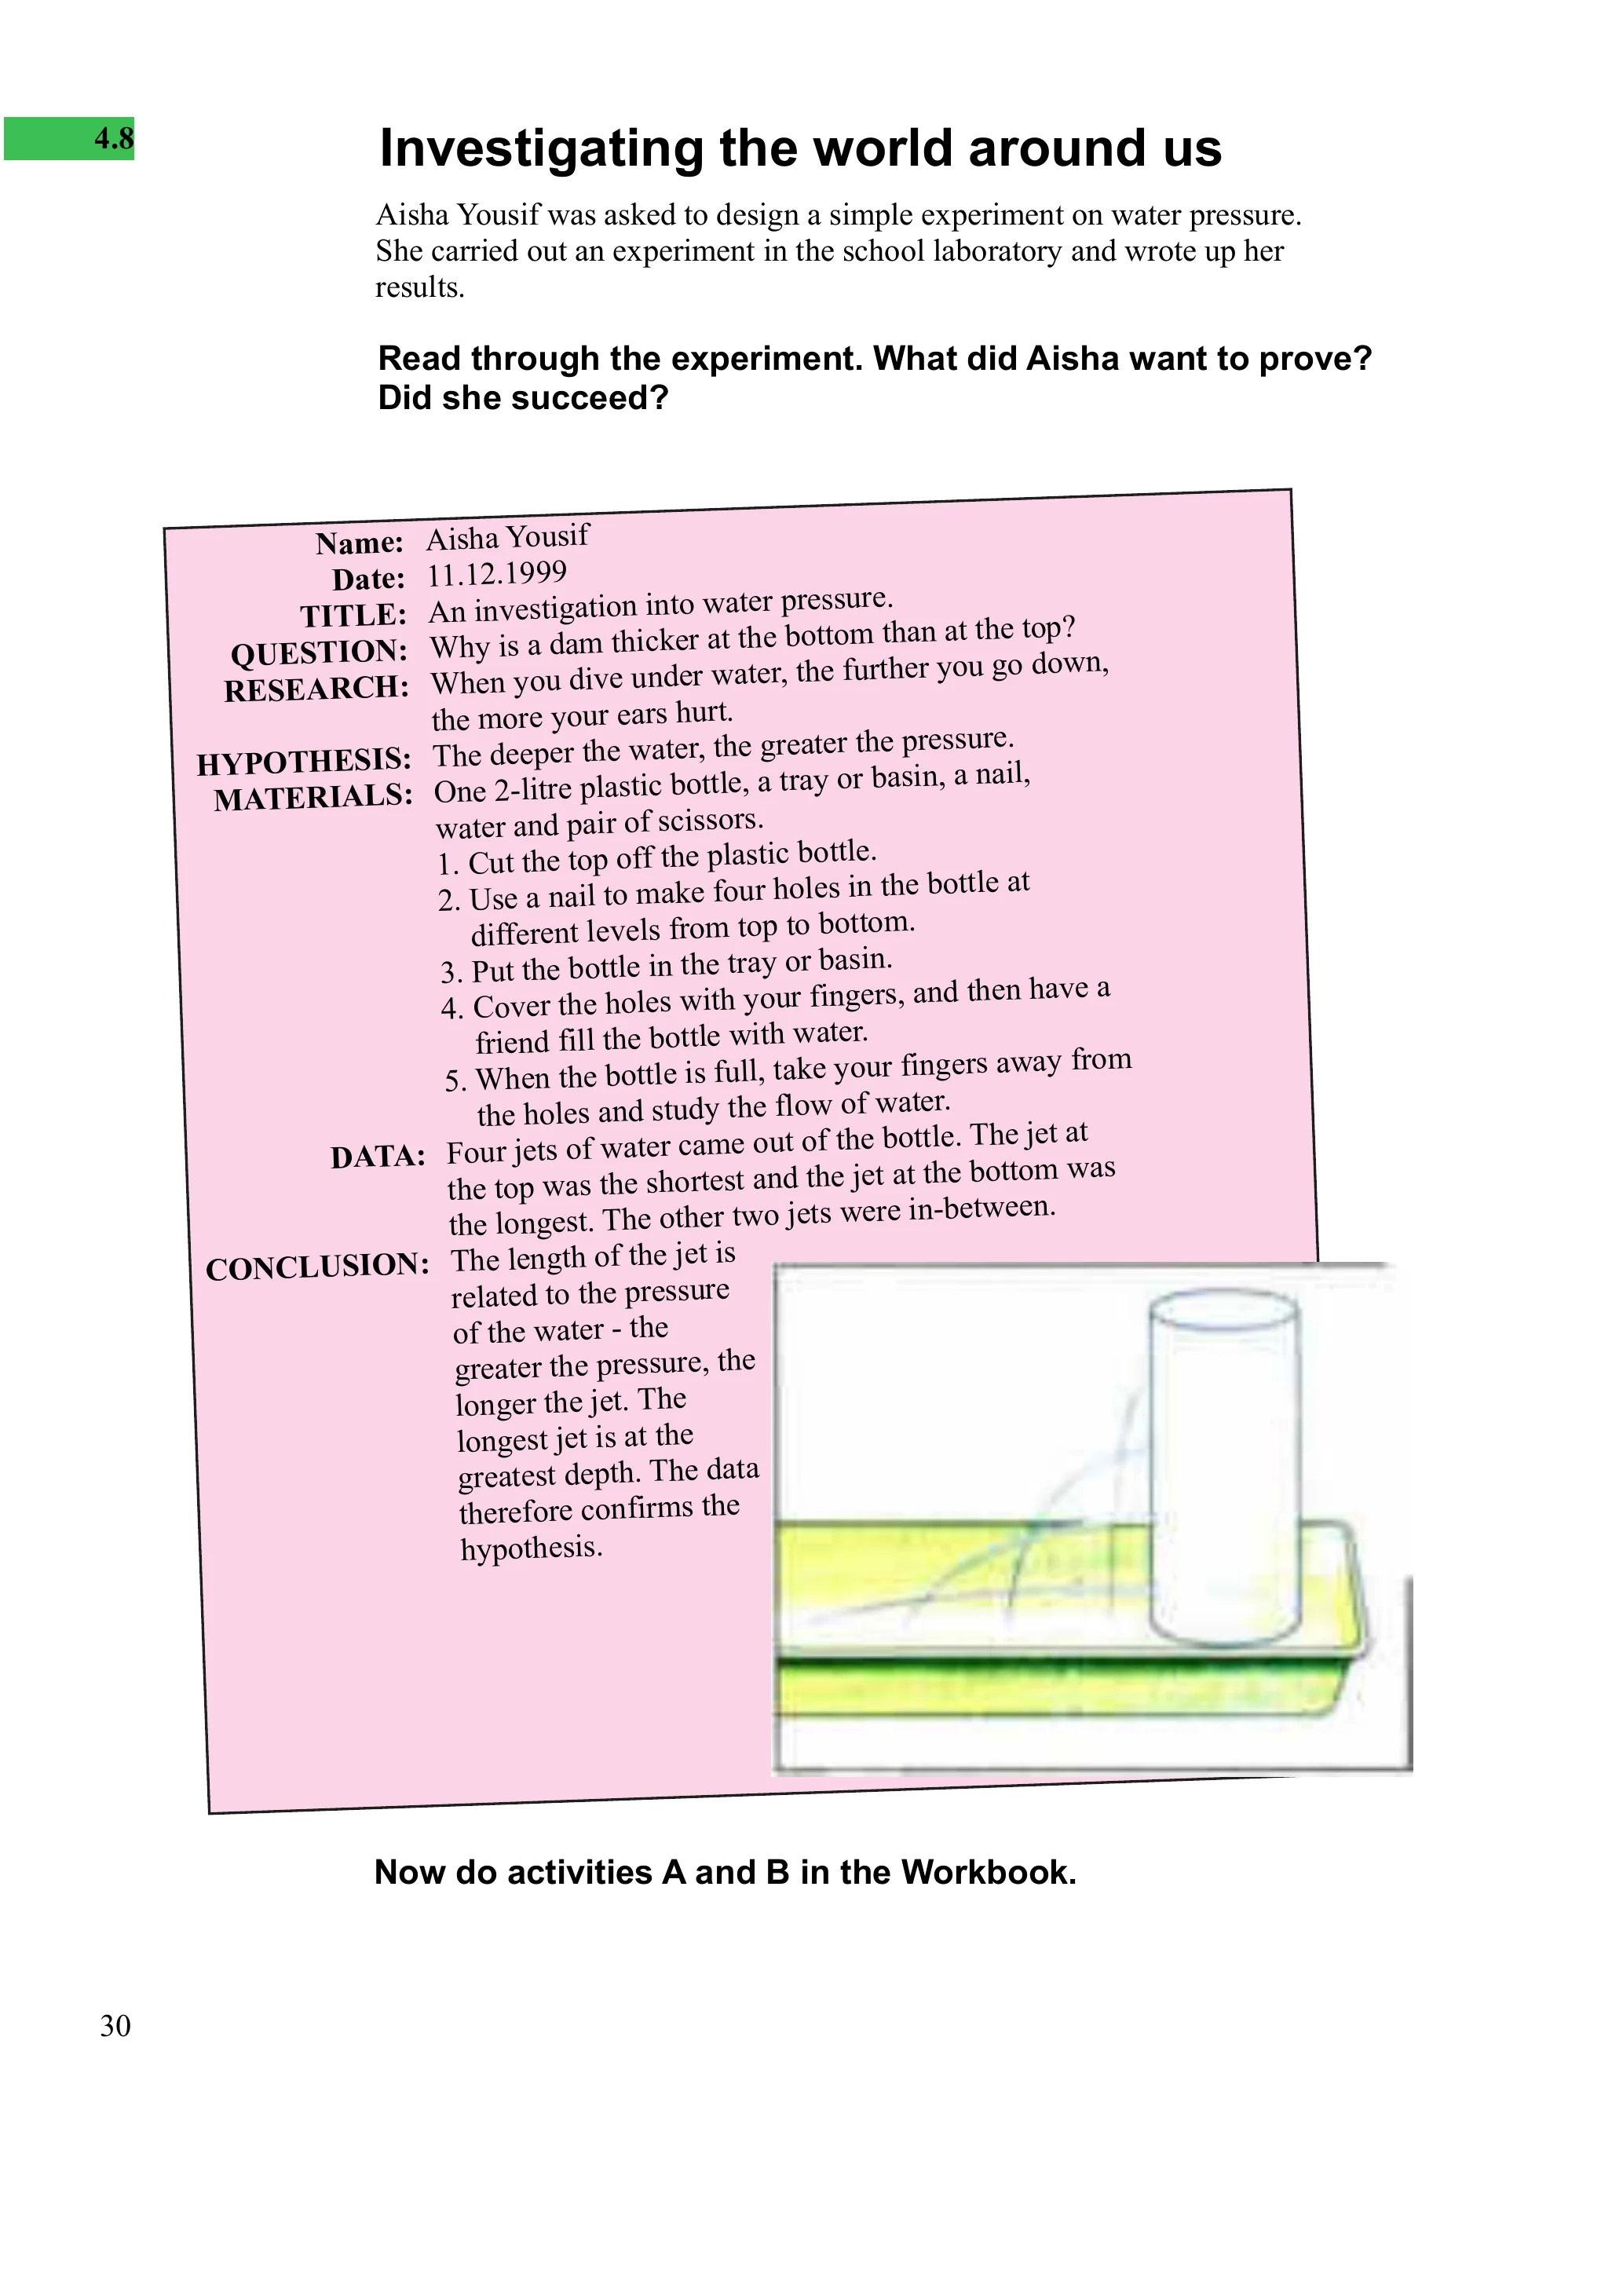 4.8
Investigating the world around us
Aisha Yousif was asked to design a simple experiment on water pressure.
She carried out an experiment in the school laboratory and wrote up her
results.
Read through the experiment. What did Aisha want to prove?
Did she succeed?
Name: Aisha Yousif
Date: 11.12.1999
TITLE: An investigation into water pressure.
QUESTION: Why is a dam thicker at the bottom than at the top?
RESEARCH: When you dive under water, the further you go down,
the more your ears hurt.
HYPOTHESIS: The deeper the water, the greater the pressure.
MATERIALS: One 2-litre plastic bottle, a tray or basin, a nail,
water and pair of scissors.
1. Cut the top off the plastic bottle.
2. Use a nail to make four holes in the bottle at
different levels from top to bottom.
3. Put the bottle in the tray or basin.
4. Cover the holes with your fingers, and then have a
friend fill the bottle with water.
5. When the bottle is full, take your fingers away from
the holes and study the flow of water.
DATA: Four jets of water came out of the bottle. The jet at
the top was the shortest and the jet at the bottom was
the longest. The other two jets were in-between.
CONCLUSION: The length of the jet is
related to the pressure
of the water - the
greater the pressure, the
longer the jet. The
longest jet is at the
greatest depth. The data
therefore confirms the
hypothesis.
Now do activities A and B in the Workbook.
30